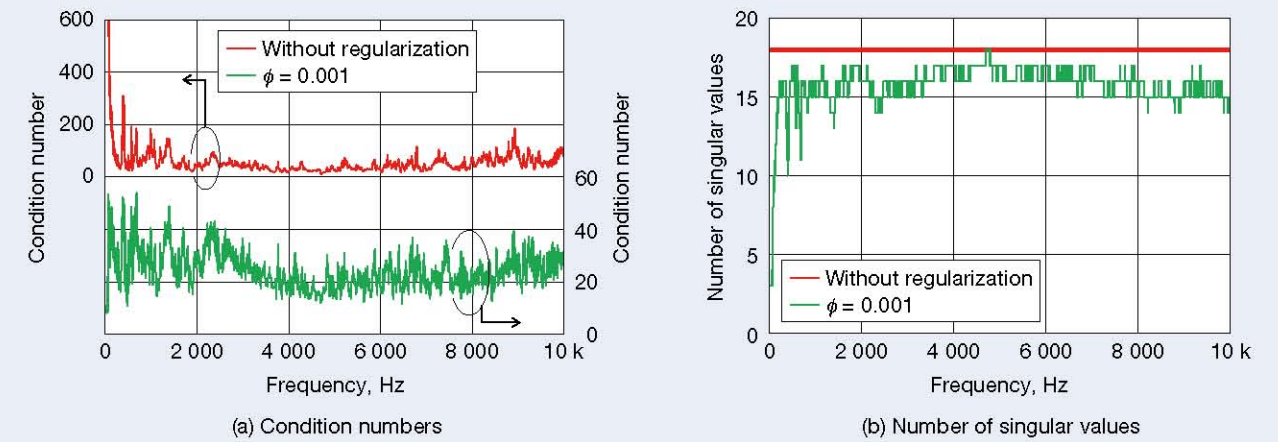 600
400
200
0
Condition number
Without regularization
ϕ = 0.001
60
40
20
0
Condition number
0
2 000
4 000
6 000
8 000
10 k
Frequency, Hz
(a) Condition numbers
20
15
10
5
0
Number of singular values
Without regularization
ϕ = 0.001
0
2 000
4 000
6 000
8 000
10 k
Frequency, Hz
(b) Number of singular values